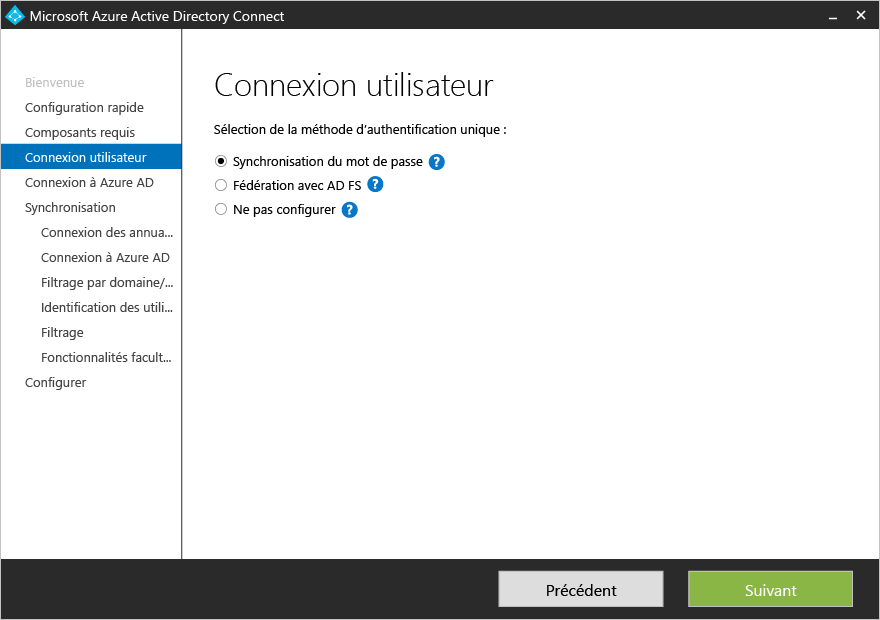 Microsoft Azure Active Directory Connect
Bienvenue
Configuration rapide
Composants requis
Connexion utilisateur
Connexion à Azure AD
Synchronisation
Connexion des annua...
Connexion à Azure AD
Filtrage par domaine/...
Identification des utili...
Filtrage
Fonctionnalités facult...
Configurer
Connexion utilisateur
Sélection de la méthode d'authentification unique :
Synchronisation du mot de passe ?
Fédération avec AD FS ?
Ne pas configurer ?
Précédent
Suivant